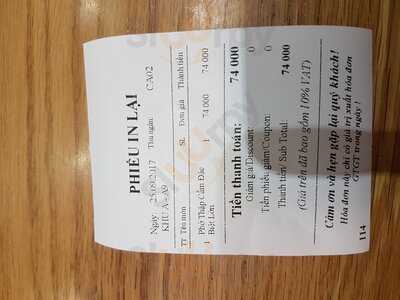 PHIẾU IN LẠI
Ngày: 25/09/2017 Thu ngân: CA02
KHU A - A9
TT Tên món SL Đơn giá Thành tiền
1 Phở Thập Cẩm Đặc 1 74 000 74 000
Biệt Lớn
Tiền thanh toán: 74 000
Giảm giá/Discount: 0
Tiền phiếu giảm/Coupon: 0
Thành tiền/ Sub Total: 74 000
(Giá trên đã bao gồm 10% VAT)
Cảm ơn và hẹn gặp lại quý khách!
Hóa đơn này chỉ có giá trị xuất hóa đơn
GTGT trong ngày !
114